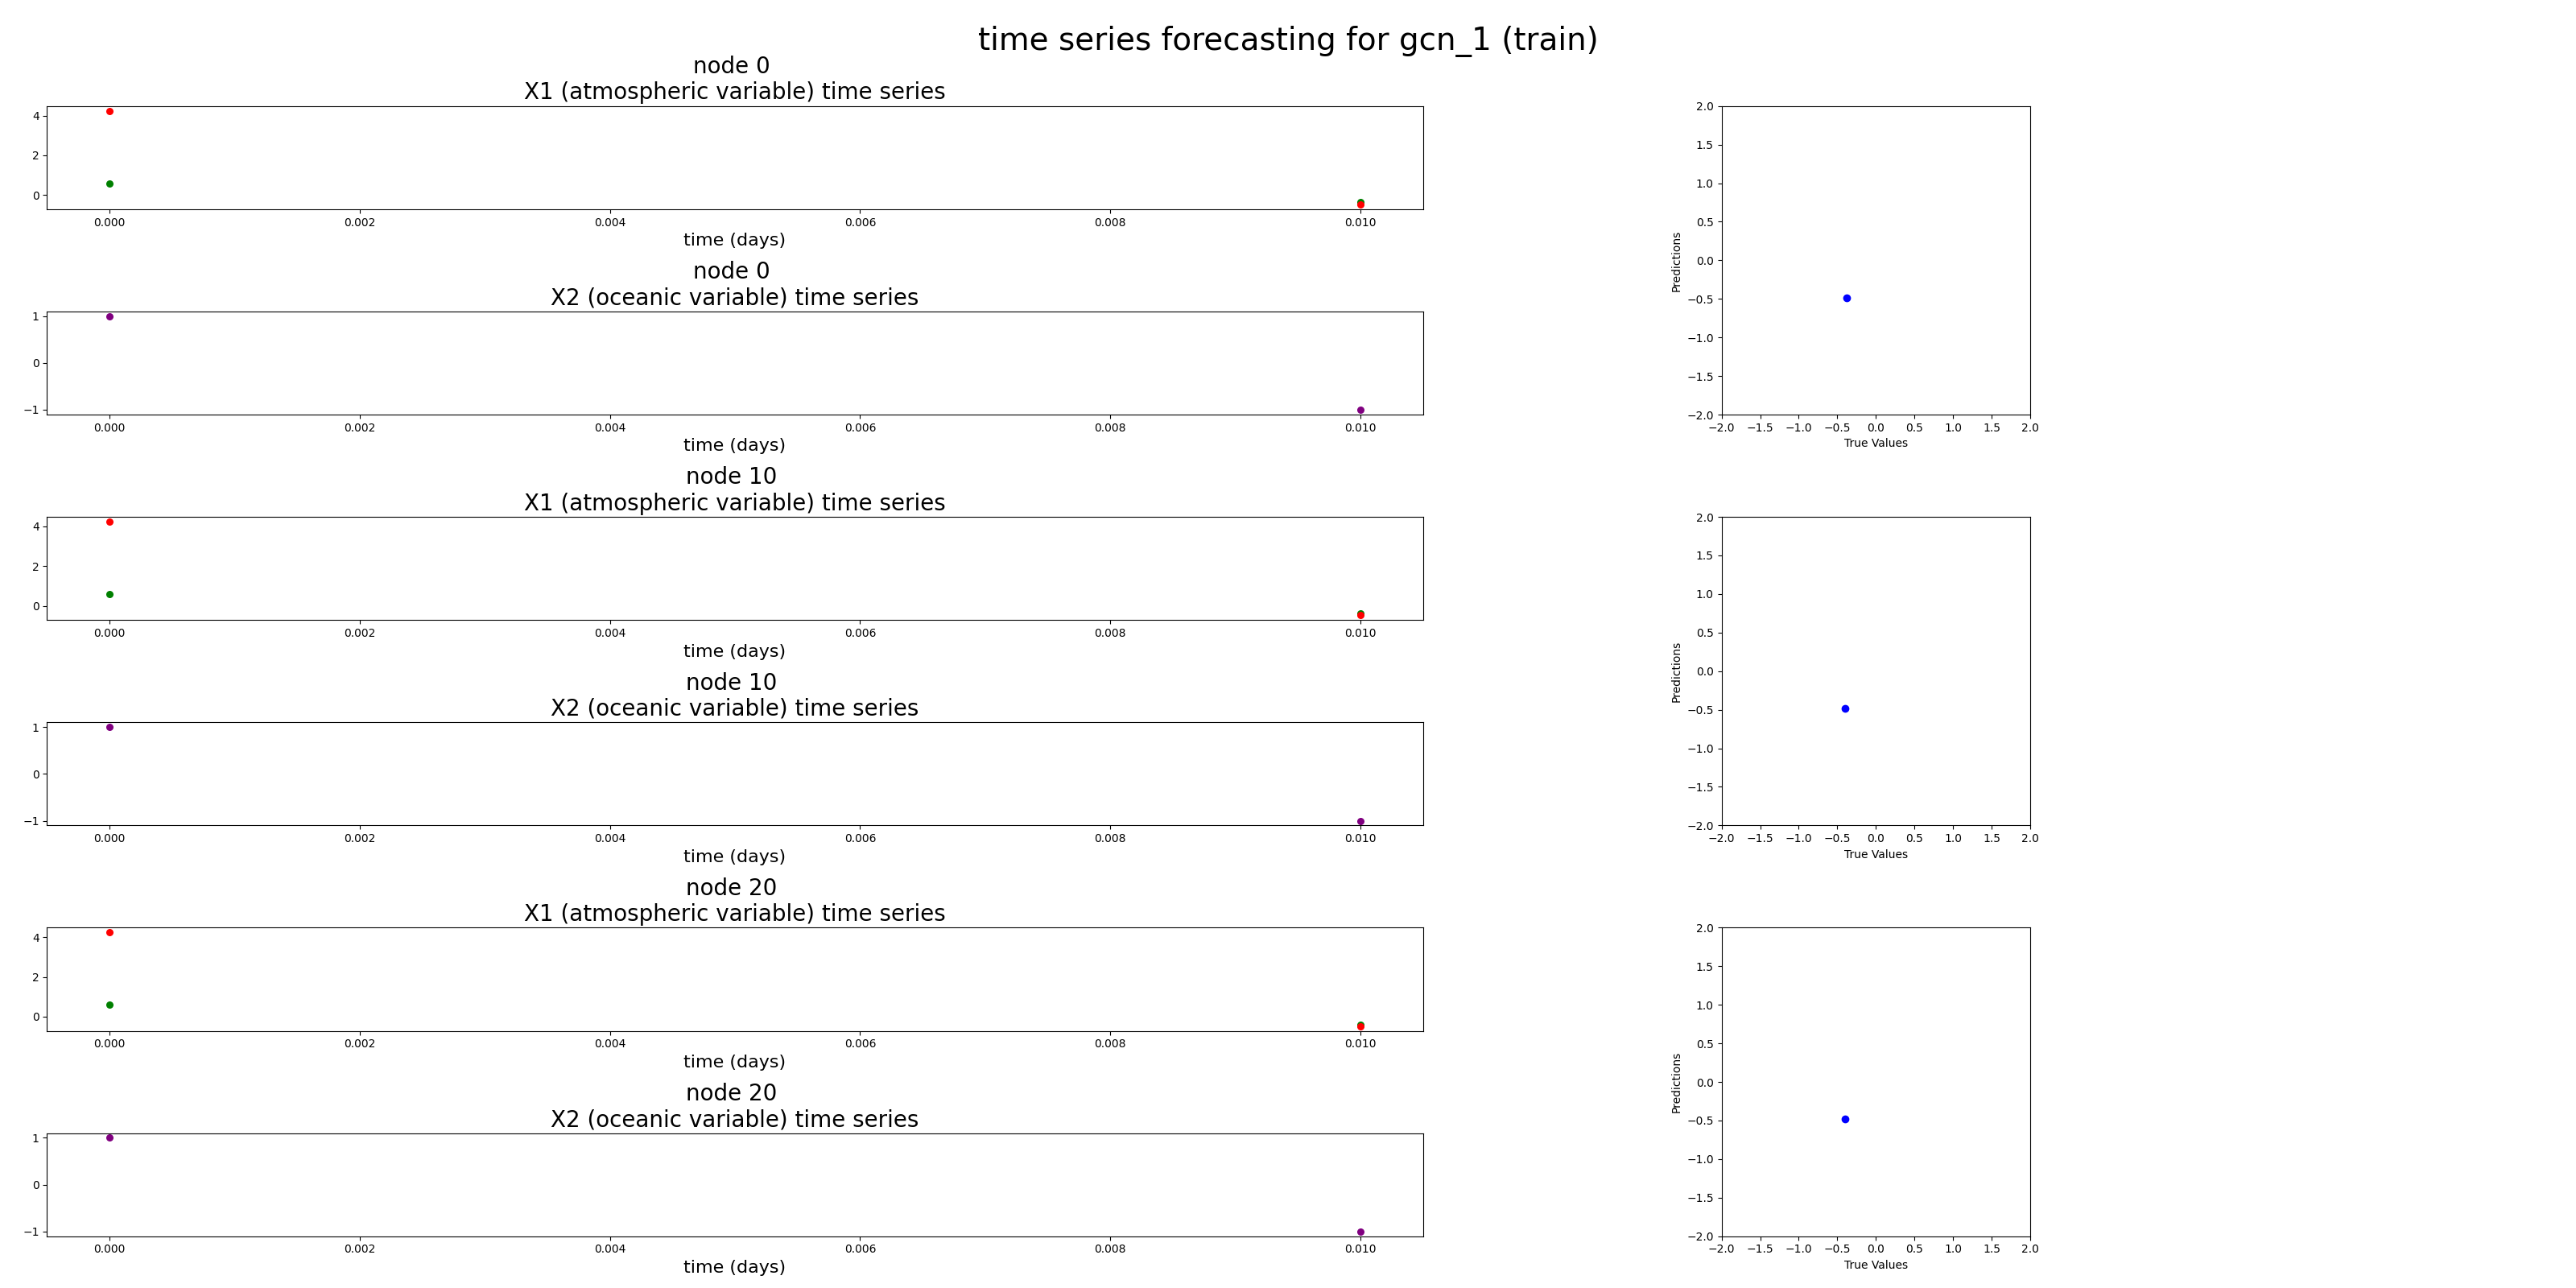 time series forecasting for gcn_1 (train)
node 0
X1 (atmospheric variable) time series
4
2
0
0.000 0.002 0.004 0.006 0.008 0.010
time (days)
2.0
1.5
1.0
0.5
0.0
−0.5
−1.0
−1.5
−2.0
Predictions
−2.0 −1.5 −1.0 −0.5 0.0 0.5 1.0 1.5 2.0
True Values
node 0
X2 (oceanic variable) time series
1
0
−1
0.000 0.002 0.004 0.006 0.008 0.010
time (days)
node 10
X1 (atmospheric variable) time series
4
2
0
0.000 0.002 0.004 0.006 0.008 0.010
time (days)
2.0
1.5
1.0
0.5
0.0
−0.5
−1.0
−1.5
−2.0
Predictions
−2.0 −1.5 −1.0 −0.5 0.0 0.5 1.0 1.5 2.0
True Values
node 10
X2 (oceanic variable) time series
1
0
−1
0.000 0.002 0.004 0.006 0.008 0.010
time (days)
node 20
X1 (atmospheric variable) time series
4
2
0
0.000 0.002 0.004 0.006 0.008 0.010
time (days)
2.0
1.5
1.0
0.5
0.0
−0.5
−1.0
−1.5
−2.0
Predictions
−2.0 −1.5 −1.0 −0.5 0.0 0.5 1.0 1.5 2.0
True Values
node 20
X2 (oceanic variable) time series
1
0
−1
0.000 0.002 0.004 0.006 0.008 0.010
time (days)